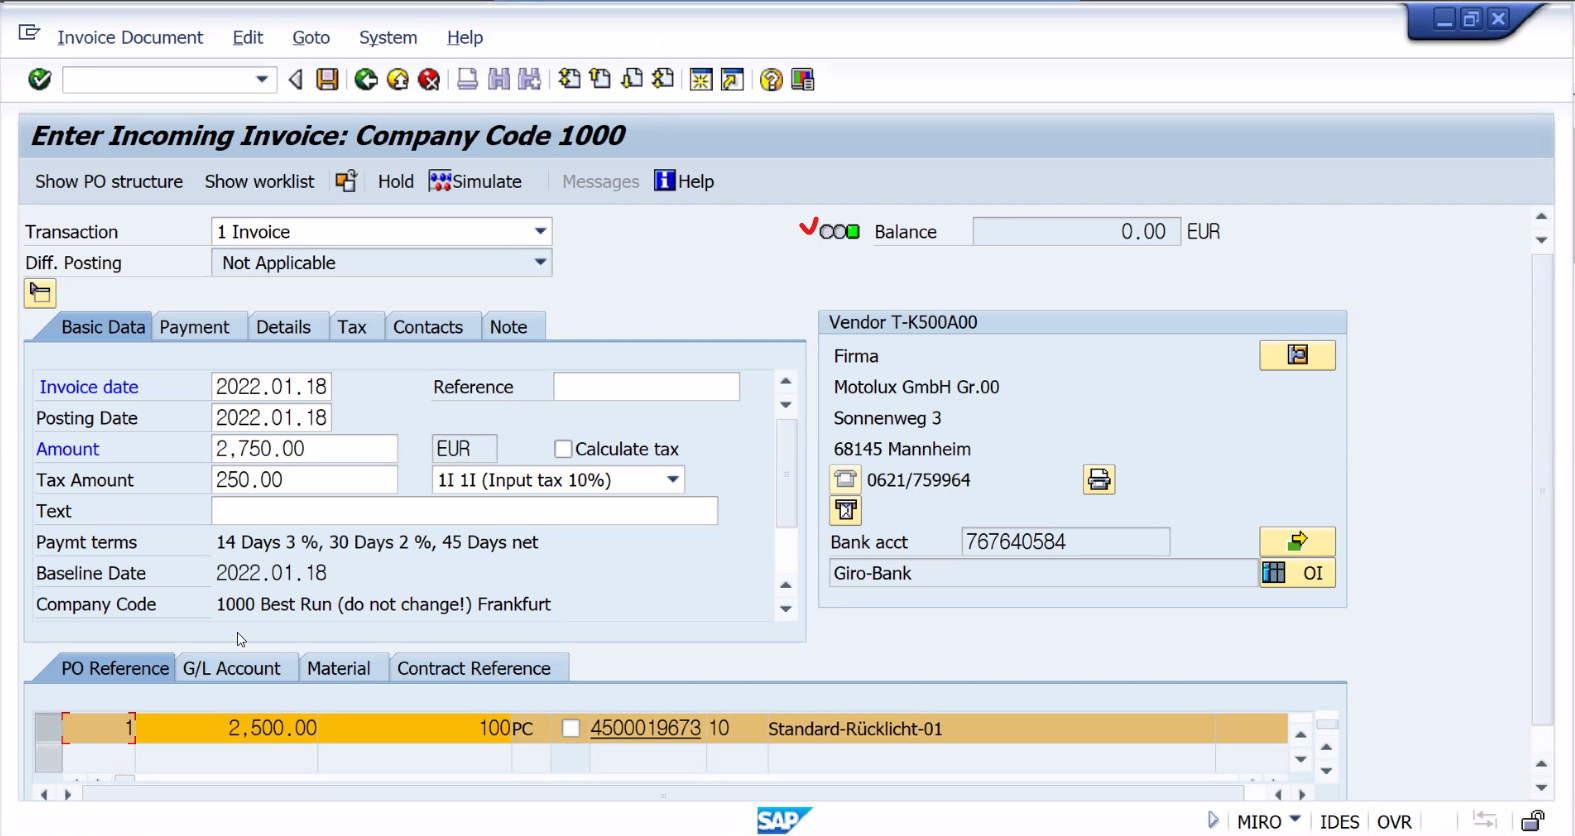 Invoice Document Edit Goto System Help
Enter Incoming Invoice: Company Code 1000
Show PO structure Show worklist Hold Simulate Messages Help
Transaction 1 Invoice Balance 0.00 EUR
Diff. Posting Not Applicable
Basic Data Payment Details Tax Contacts Note
Invoice date 2022.01.18 Reference
Posting Date 2022.01.18
Amount 2,750.00 EUR Calculate tax
Tax Amount 250.00 1I 1I (Input tax 10%)
Text
Paymt terms 14 Days 3 %, 30 Days 2 %, 45 Days net
Baseline Date 2022.01.18
Company Code 1000 Best Run (do not change!) Frankfurt
Vendor T-K500A00
Firma
Motolux GmbH Gr.00
Sonnenweg 3
68145 Mannheim
0621/759964
Bank acct 767640584
Giro-Bank OI
PO Reference G/L Account Material Contract Reference
1 2,500.00 100 PC 4500019673 10 Standard-Rücklicht-01
SAP MIRO IDES OVR